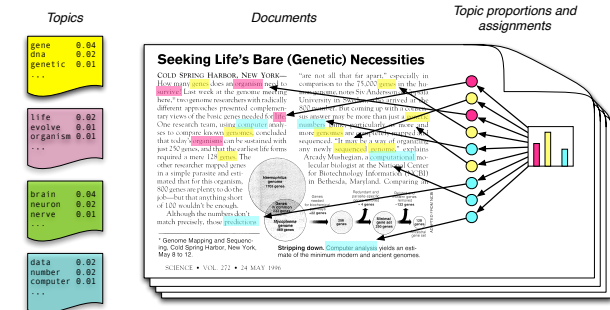 Topics
Documents
Topic proportions and
assignments
gene 0.04
dna 0.02
genetic 0.01
...
life 0.02
evolve 0.01
organism 0.01
...
brain 0.04
neuron 0.02
nerve 0.01
...
data 0.02
number 0.02
computer 0.01
...
Seeking Life's Bare (Genetic) Necessities
COLD SPRING HARBOR, NEW YORK—
How many genes does an organism need to
survive? Last week at the genome meeting
here,* two genome researchers with radically
different approaches presented complemen-
tary views of the basic genes needed for life.
One research team, using computer analy-
ses to compare known genomes, concluded
that today's organisms can be sustained with
just 250 genes, and that the earliest life forms
required a mere 128 genes. The
other researcher mapped genes
in a simple parasite and esti-
mated that for this organism,
800 genes are plenty to do the
job—but that anything short
of 100 wouldn't be enough.
Although the numbers don't
match precisely, those predictions
* Genome Mapping and Sequenc-
ing, Cold Spring Harbor, New York,
May 8 to 12.
"are not all that far apart," especially in
comparison to the 75,000 genes in the hu-
man genome, notes Siv Andersson
University in Sweden, who arrived at the
800 number. But coming up with a
sus answer may be more than just a
numbers
more genomes are completely mapped and
sequenced. "It may be a way of organizing
any newly sequenced genome," explains
Arcady Mushegian, a computational mo-
lecular biologist at the National Center
for Biotechnology Information (NCBI)
in Bethesda, Maryland. Comparing an
Haemophilus
genome
1703 genes
Genes
in common
233 genes
Mycoplasma
genome
469 genes
Stripping down. Computer analysis yields an esti-
mate of the minimum modern and ancient genomes.
SCIENCE • VOL. 272 • 24 MAY 1996